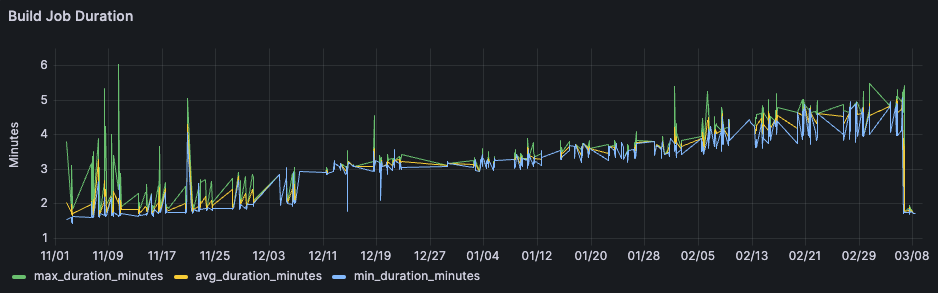 Build Job Duration
Minutes
6
5
4
3
2
1
11/01 11/09 11/17 11/25 12/03 12/11 12/19 12/27 01/04 01/12 01/20 01/28 02/05 02/13 02/21 02/29 03/08
max_duration_minutes avg_duration_minutes min_duration_minutes